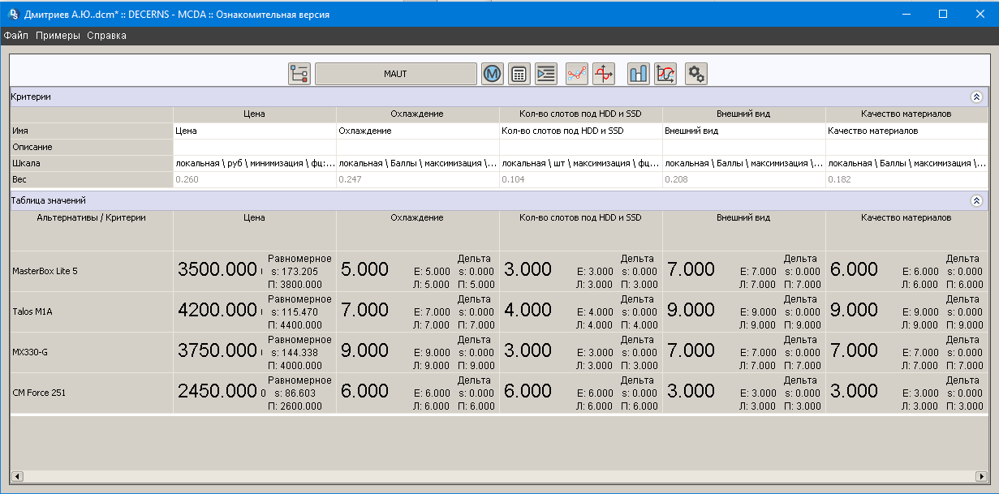 Дмитриев А.Ю..dcm* :: DECERNS - MCDA :: Ознакомительная версия
Файл Примеры Справка
MAUT
Критерии
Цена Охлаждение Кол-во слотов под HDD и SSD Внешний вид Качество материалов
Имя Цена Охлаждение Кол-во слотов под HDD и SSD Внешний вид Качество материалов
Описание
Шкала локальная \ руб \ минимизация \ фц:... локальная \ Баллы \ максимизация \... локальная \ шт \ максимизация \ фц... локальная \ Баллы \ максимизация \... локальная \ Баллы \ максимизация \...
Вес 0.260 0.247 0.104 0.208 0.182
Таблица значений
Альтернативы / Критерии Цена Охлаждение Кол-во слотов под HDD и SSD Внешний вид Качество материалов
Равномерное Дельта Дельта Дельта Дельта
MasterBox Lite 5 3500.000 s: 173.205 5.000 E: 5.000 s: 0.000 3.000 E: 3.000 s: 0.000 7.000 E: 7.000 s: 0.000 6.000 E: 6.000 s: 0.000
П: 3800.000 Л: 5.000 П: 5.000 Л: 3.000 П: 3.000 Л: 7.000 П: 7.000 Л: 6.000 П: 6.000
Равномерное Дельта Дельта Дельта Дельта
Talos M1A 4200.000 s: 115.470 7.000 E: 7.000 s: 0.000 4.000 E: 4.000 s: 0.000 9.000 E: 9.000 s: 0.000 9.000 E: 9.000 s: 0.000
П: 4400.000 Л: 7.000 П: 7.000 Л: 4.000 П: 4.000 Л: 9.000 П: 9.000 Л: 9.000 П: 9.000
Равномерное Дельта Дельта Дельта Дельта
MX330-G 3750.000 s: 144.338 9.000 E: 9.000 s: 0.000 3.000 E: 3.000 s: 0.000 7.000 E: 7.000 s: 0.000 7.000 E: 7.000 s: 0.000
П: 4000.000 Л: 9.000 П: 9.000 Л: 3.000 П: 3.000 Л: 7.000 П: 7.000 Л: 7.000 П: 7.000
Равномерное Дельта Дельта Дельта Дельта
CM Force 251 2450.000 s: 86.603 6.000 E: 6.000 s: 0.000 6.000 E: 6.000 s: 0.000 3.000 E: 3.000 s: 0.000 3.000 E: 3.000 s: 0.000
П: 2600.000 Л: 6.000 П: 6.000 Л: 6.000 П: 6.000 Л: 3.000 П: 3.000 Л: 3.000 П: 3.000